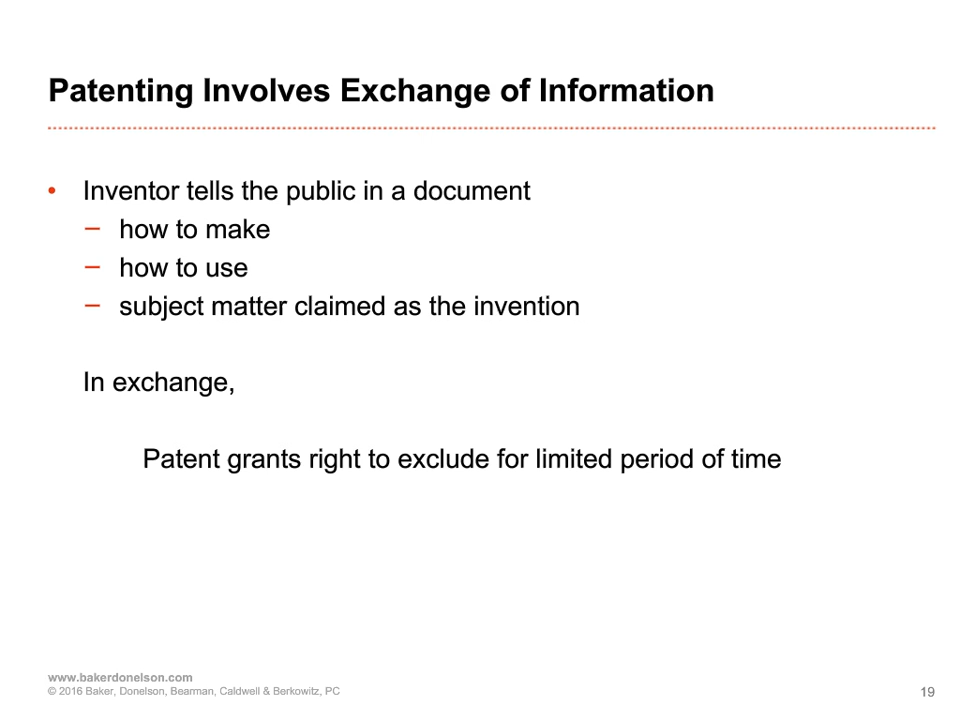 Patenting Involves Exchange of Information
• Inventor tells the public in a document
– how to make
– how to use
– subject matter claimed as the invention
In exchange,
Patent grants right to exclude for limited period of time
www.bakerdonelson.com
© 2016 Baker, Donelson, Bearman, Caldwell & Berkowitz, PC
19